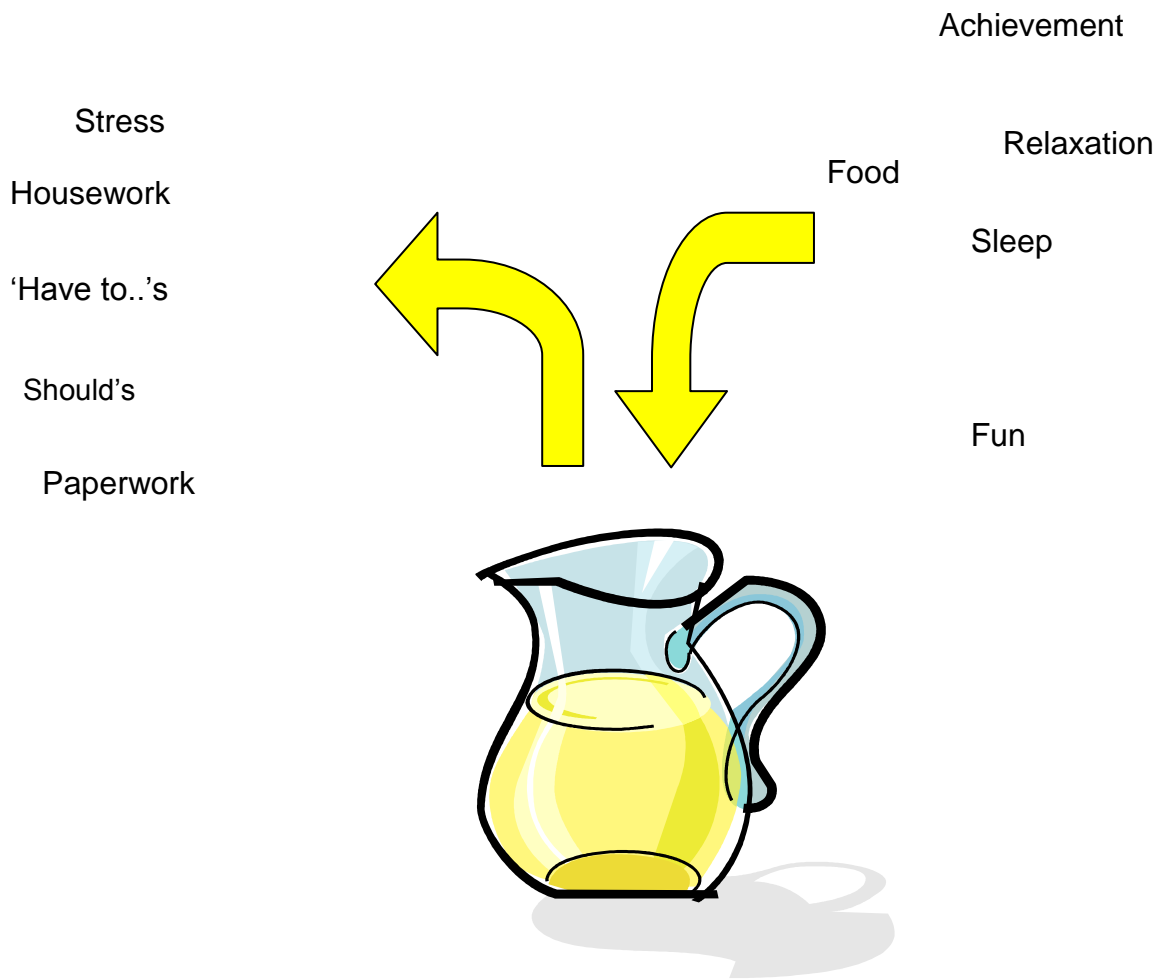 Achievement
Stress
Relaxation
Food
Housework
Sleep
‘Have to..’s
Should’s
Fun
Paperwork